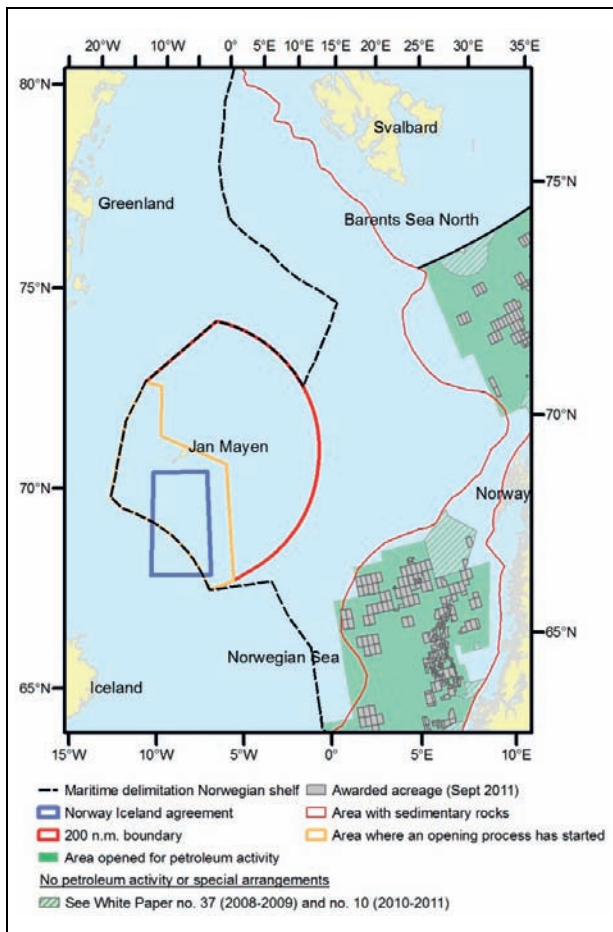 20°W 10°W 0° 5°E 10°E 15°E 20°E 25°E 30°E 35°E
80°N
Svalbard
75°N
Greenland
Barents Sea North
75°N
70°N
Jan Mayen
70°N
Norway
65°N
Norwegian Sea
65°N
Iceland
15°W 10°W 5°W 0° 5°E 10°E
Maritime delimitation Norwegian shelf
Awarded acreage (Sept 2011)
Norway Iceland agreement
Area with sedimentary rocks
200 n.m. boundary
Area where an opening process has started
Area opened for petroleum activity
No petroleum activity or special arrangements
See White Paper no. 37 (2008-2009) and no. 10 (2010-2011)